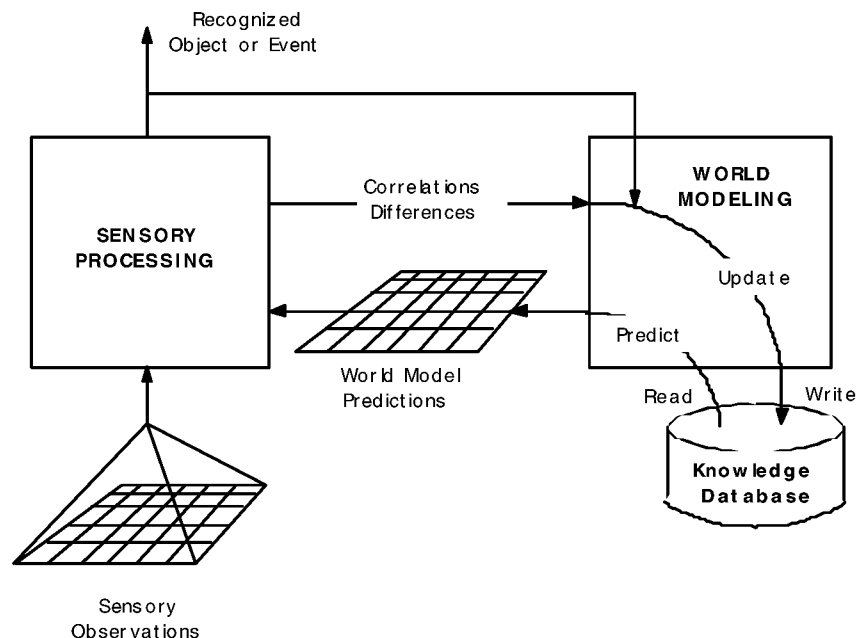 Recognized
Object or Event
WORLD
MODELING
Correlations
Differences
SENSORY
PROCESSING
Update
Predict
World Model
Predictions
Read
Write
Knowledge
Database
Sensory
Observations